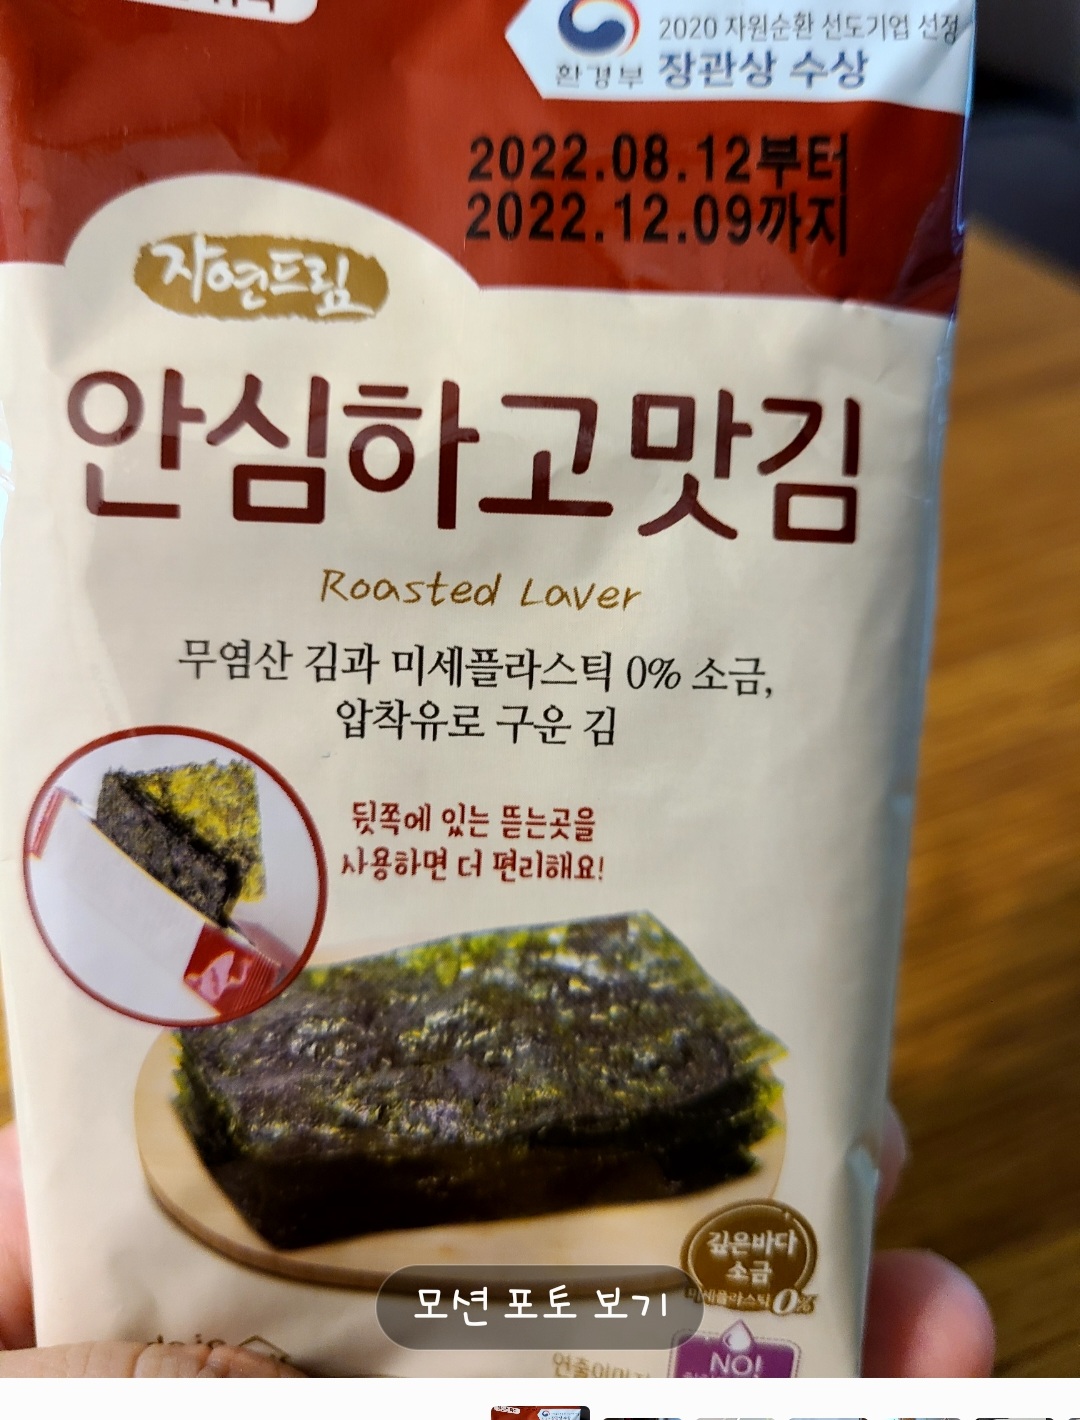 2020 자원순환 선도기업 선정
환경부 장관상 수상
2022.08.12부터
2022.12.09까지
자연드림
안심하고맛김
Roasted Laver
무염산 김과 미세플라스틱 0% 소금,
압착유로 구운 김
뒷쪽에 있는 뜯는곳을
사용하면 더 편리해요!
깊은바다
소금
미세플라스틱 0%
모션 포토 보기
연출이미지
NO!